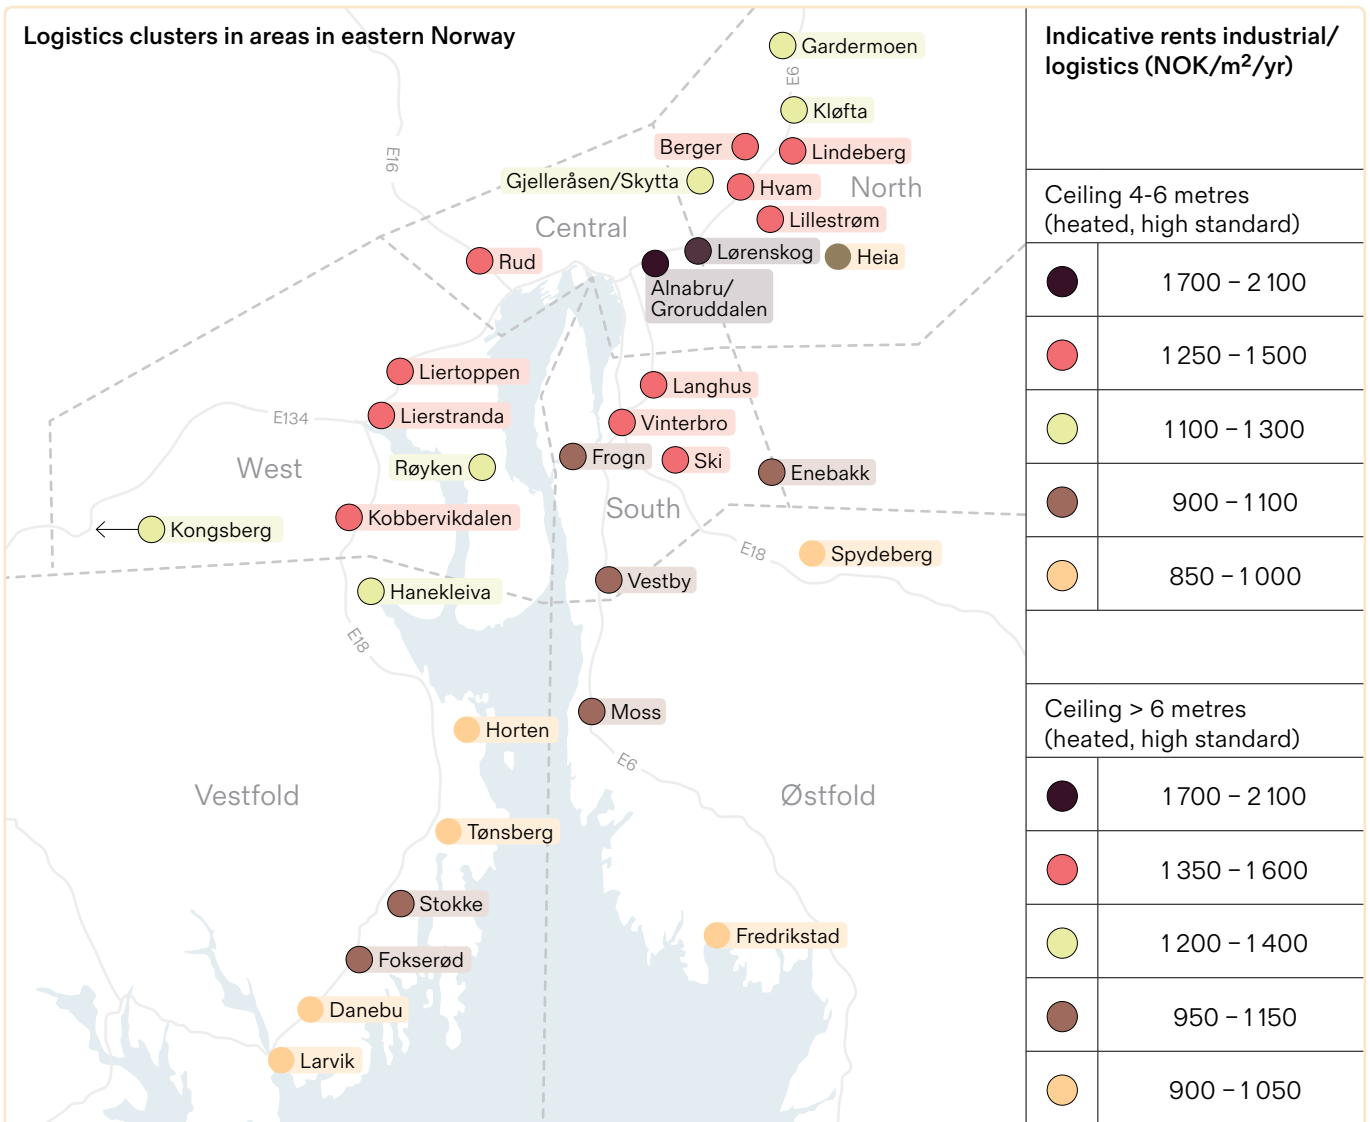 Logistics clusters in areas in eastern Norway
Gardermoen
E6
Kløfta
Berger
Lindeberg
E16
Gjelleråsen/Skytta
Hvam
North
Lillestrøm
Central
Lørenskog
Heia
Rud
Alnabru/
Groruddalen
Liertoppen
Langhus
Lierstranda
E134
Vinterbro
Frogn
Ski
West
Røyken
Enebakk
South
Kobbervikdalen
Kongsberg
E18
Spydeberg
Vestby
Hanekleiva
E18
Moss
Horten
E6
Vestfold
Østfold
Tønsberg
Stokke
Fredrikstad
Fokserød
Danebu
Larvik
Indicative rents industrial/
logistics (NOK/m²/yr)
Ceiling 4-6 metres
(heated, high standard)
1 700 – 2 100
1 250 – 1 500
1 100 – 1 300
900 – 1 100
850 – 1 000
Ceiling > 6 metres
(heated, high standard)
1 700 – 2 100
1 350 – 1 600
1 200 – 1 400
950 – 1 150
900 – 1 050